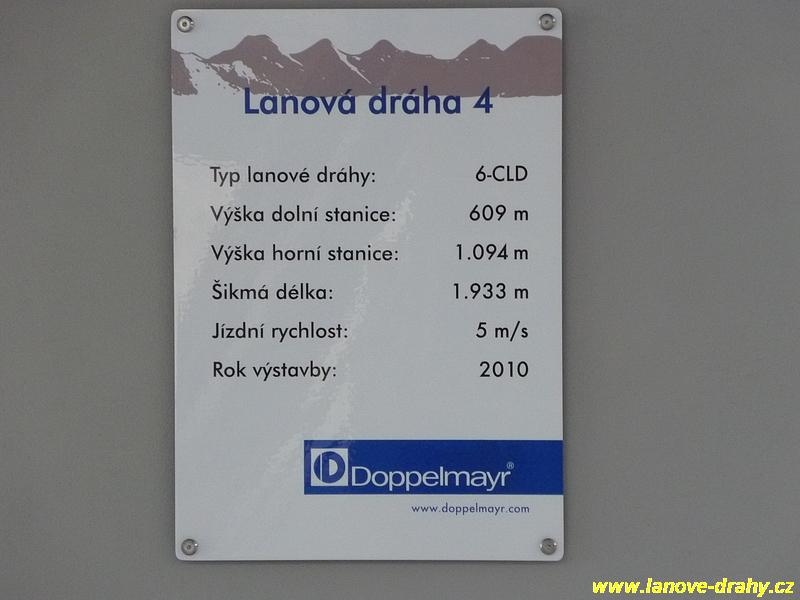 Lanová dráha 4
Typ lanové dráhy: 6-CLD
Výška dolní stanice: 609 m
Výška horní stanice: 1.094 m
Šikmá délka: 1.933 m
Jízdní rychlost: 5 m/s
Rok výstavby: 2010
Doppelmayr®
www.doppelmayr.com
www.lanove-drahy.cz